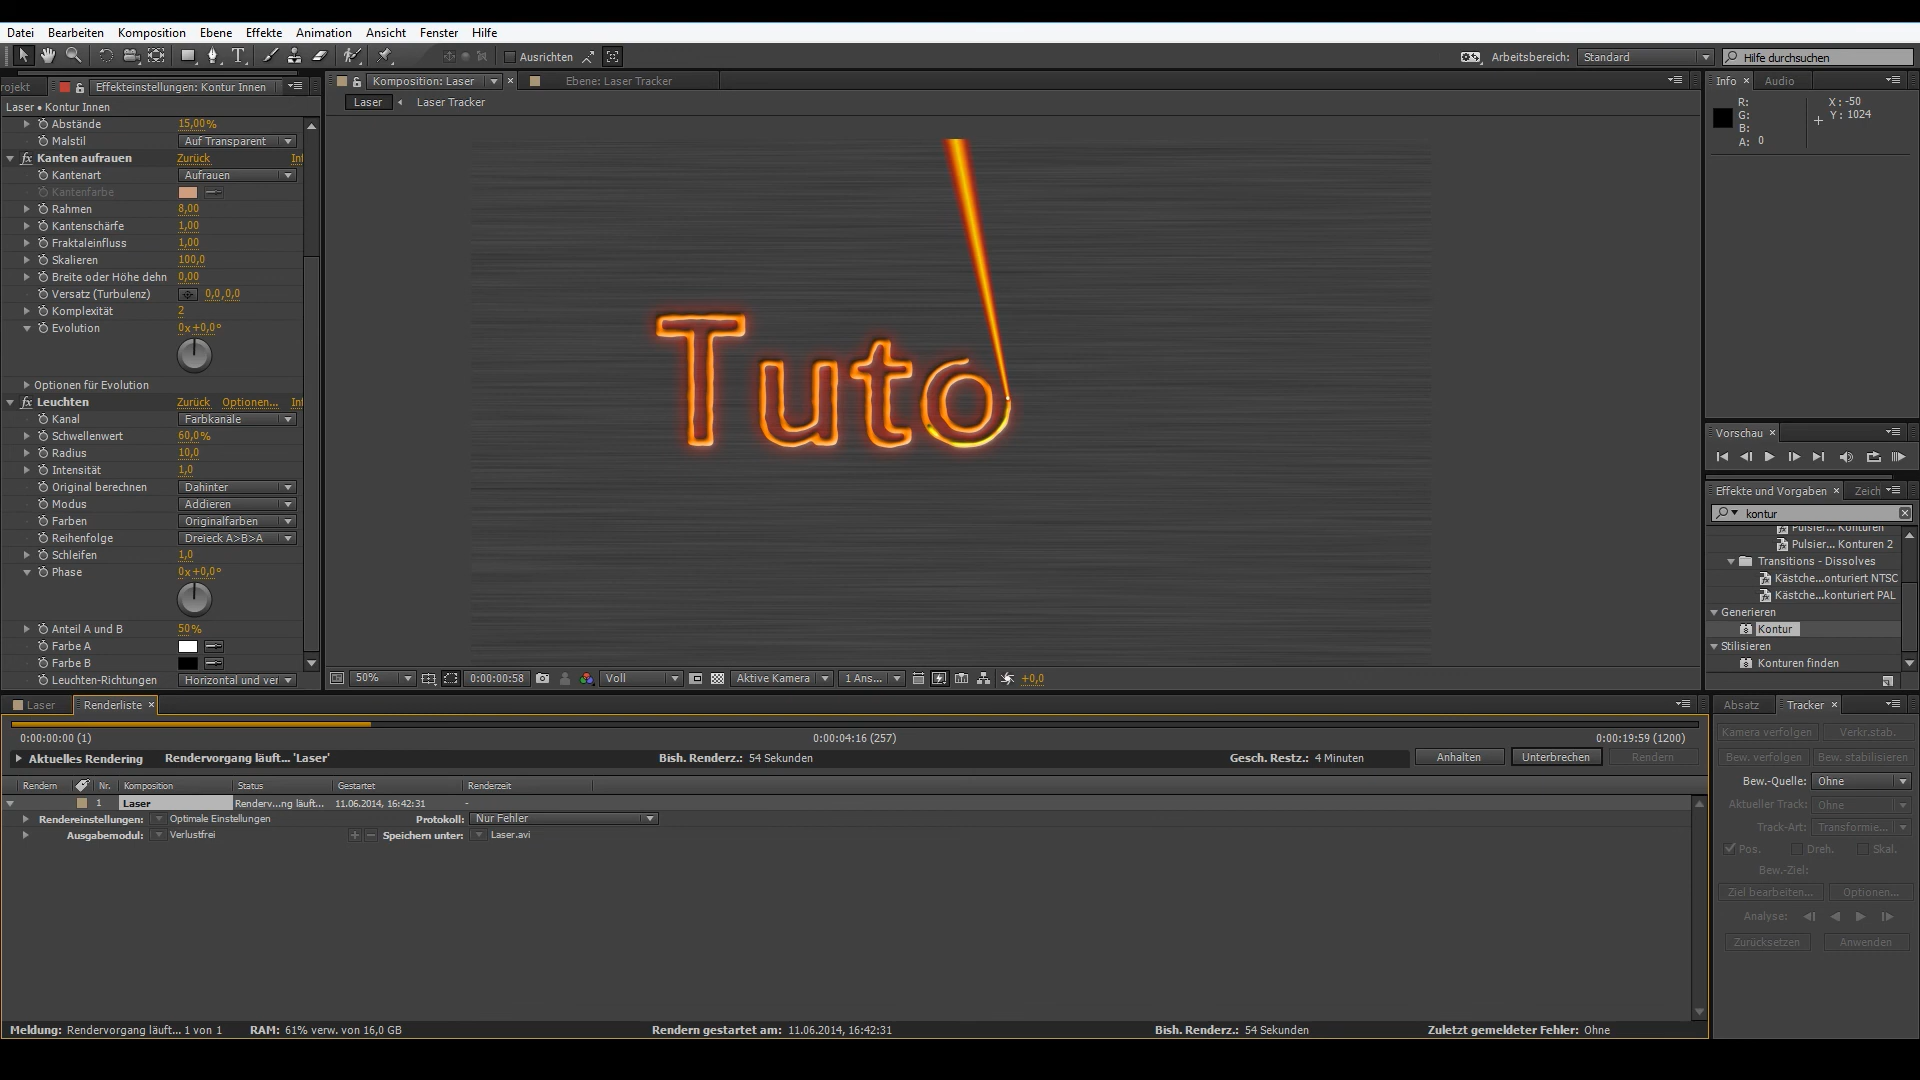 Datei Bearbeiten Komposition Ebene Effekte Animation Ansicht Fenster Hilfe
Ausrichten
Arbeitsbereich: Standard
Hilfe durchsuchen
rojekt
Effekteinstellungen: Kontur Innen
Laser • Kontur Innen
Abstände 15,00%
Malstil Auf Transparent
fx Kanten aufrauen Zurück Inf
Kantenart Aufrauen
Kantenfarbe
Rahmen 8,00
Kantenschärfe 1,00
Fraktaleinfluss 1,00
Skalieren 100,0
Breite oder Höhe dehn 0,00
Versatz (Turbulenz) 0,0,0,0
Komplexität 2
Evolution 0x+0,0°
Optionen für Evolution
fx Leuchten Zurück Optionen... Inf
Kanal Farbkanäle
Schwellenwert 60,0%
Radius 10,0
Intensität 1,0
Original berechnen Dahinter
Modus Addieren
Farben Originalfarben
Reihenfolge Dreieck A>B>A
Schleifen 1,0
Phase 0x+0,0°
Anteil A und B 50%
Farbe A
Farbe B
Leuchten-Richtungen Horizontal und ver
Komposition: Laser
Ebene: Laser Tracker
Laser Laser Tracker
Tuto
50% 0:00:00:58 Voll Aktive Kamera 1 Ans... +0,0
Info Audio
R: X : -50
G: Y : 1024
B:
A: 0
Vorschau
Effekte und Vorgaben Zeich
kontur
Pulsier... Konturen
Pulsier... Konturen 2
Transitions - Dissolves
Kästche...onturiert NTSC
Kästche...konturiert PAL
Generieren
Kontur
Stilisieren
Konturen finden
Laser Renderliste
0:00:00:00 (1) 0:00:04:16 (257) 0:00:19:59 (1200)
Aktuelles Rendering Rendervorgang läuft... 'Laser' Bish. Renderz.: 54 Sekunden Gesch. Restz.: 4 Minuten Anhalten Unterbrechen Rendern
Rendern Nr. Komposition Status Gestartet Renderzeit
1 Laser Renderv...ng läuft... 11.06.2014, 16:42:31 -
Rendereinstellungen: Optimale Einstellungen Protokoll: Nur Fehler
Ausgabemodul: Verlustfrei Speichern unter: Laser.avi
Absatz Tracker
Kamera verfolgen Verkr.stab.
Bew. verfolgen Bew. stabilisieren
Bew.-Quelle: Ohne
Aktueller Track: Ohne
Track-Art: Transformie...
Pos. Dreh. Skal.
Bew.-Ziel:
Ziel bearbeiten... Optionen...
Analyse:
Zurücksetzen Anwenden
Meldung: Rendervorgang läuft... 1 von 1 RAM: 61% verw. von 16,0 GB Rendern gestartet am: 11.06.2014, 16:42:31 Bish. Renderz.: 54 Sekunden Zuletzt gemeldeter Fehler: Ohne